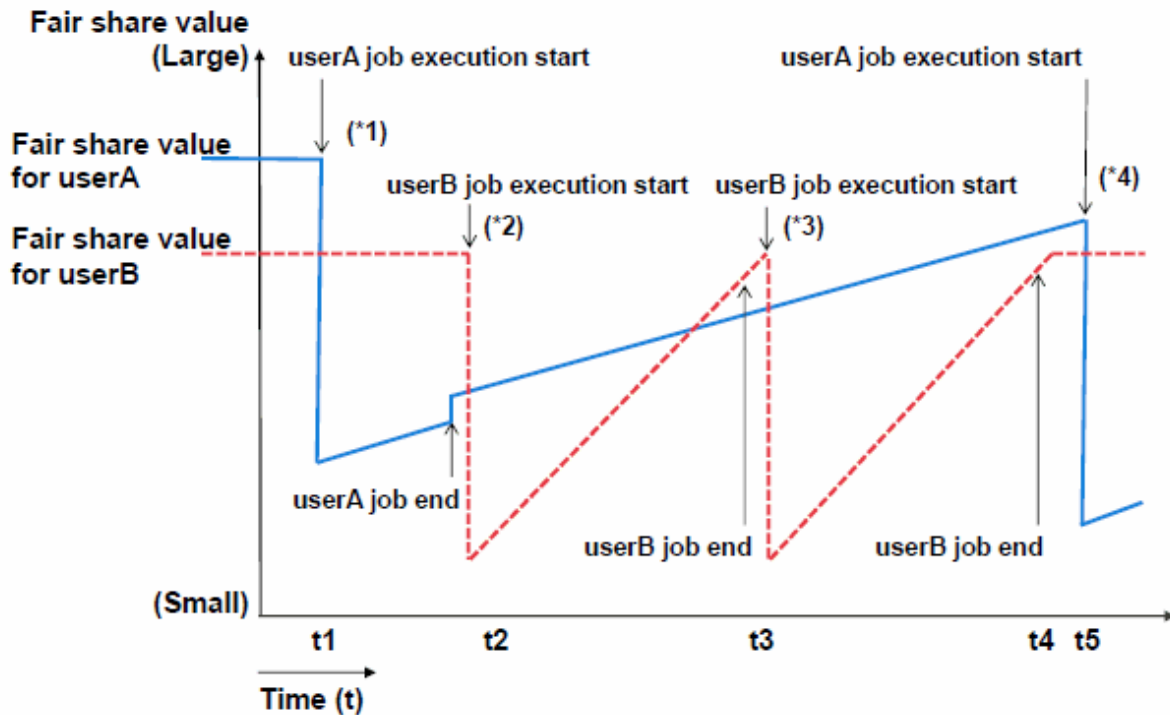 Fair share value
(Large)
userA job execution start
userA job execution start
(*1)
Fair share value
for userA
userB job execution start
userB job execution start
(*4)
(*2)
(*3)
Fair share value
for userB
userA job end
userB job end
userB job end
(Small)
t1
t2
t3
t4
t5
Time (t)